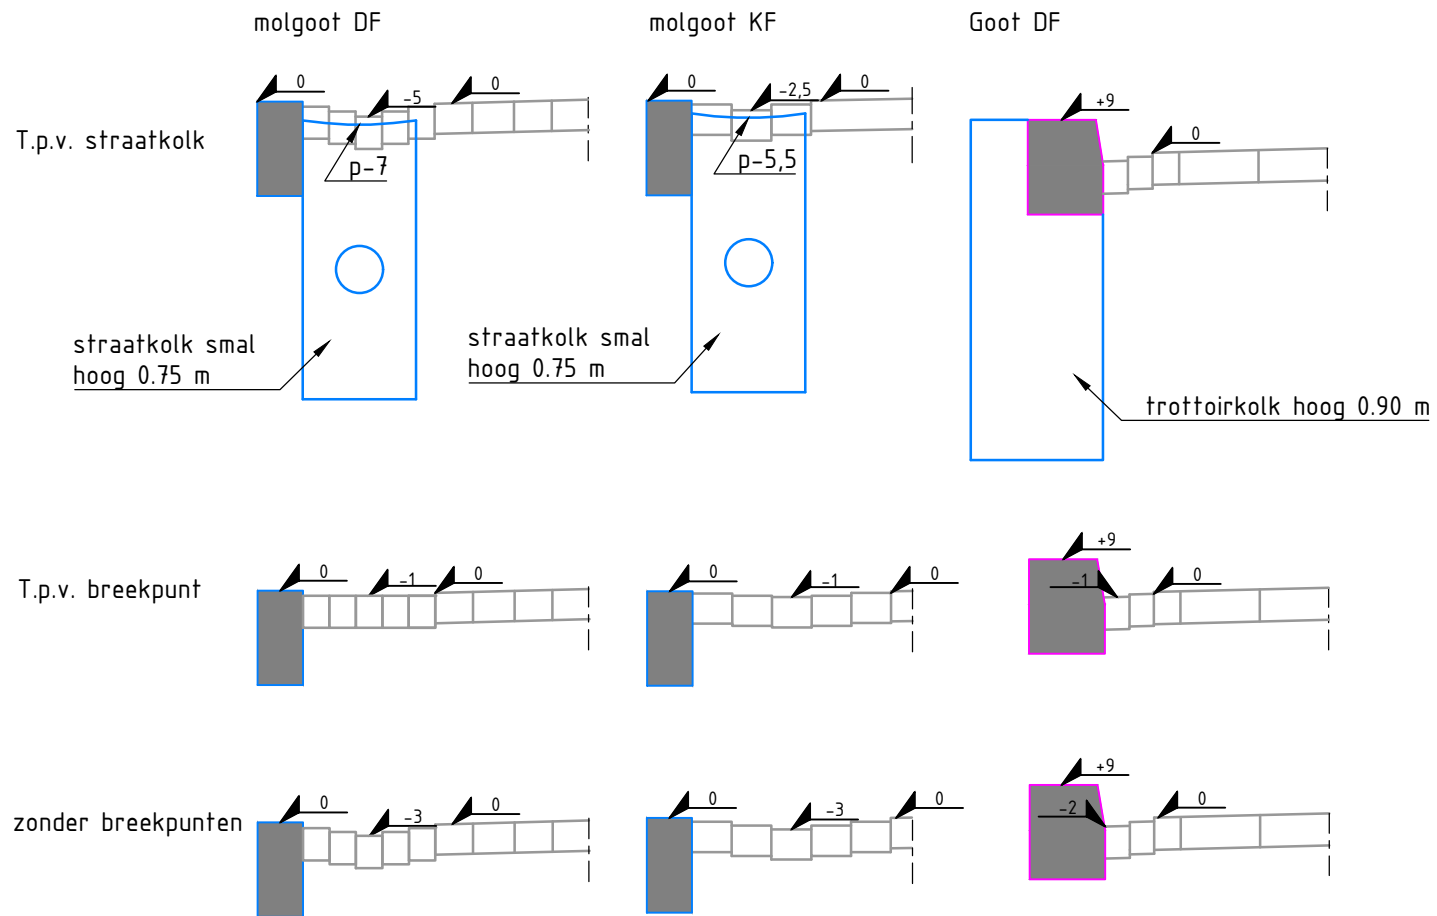 molgoot DF
molgoot KF
Goot DF
T.p.v. straatkolk
0
-5
0
p-7
0
-2,5
0
p-5,5
+9
0
straatkolk smal
hoog 0.75 m
straatkolk smal
hoog 0.75 m
trottoirkolk hoog 0.90 m
T.p.v. breekpunt
0
-1
0
0
-1
0
+9
-1
0
zonder breekpunten
0
-3
0
0
-3
0
+9
-2
0